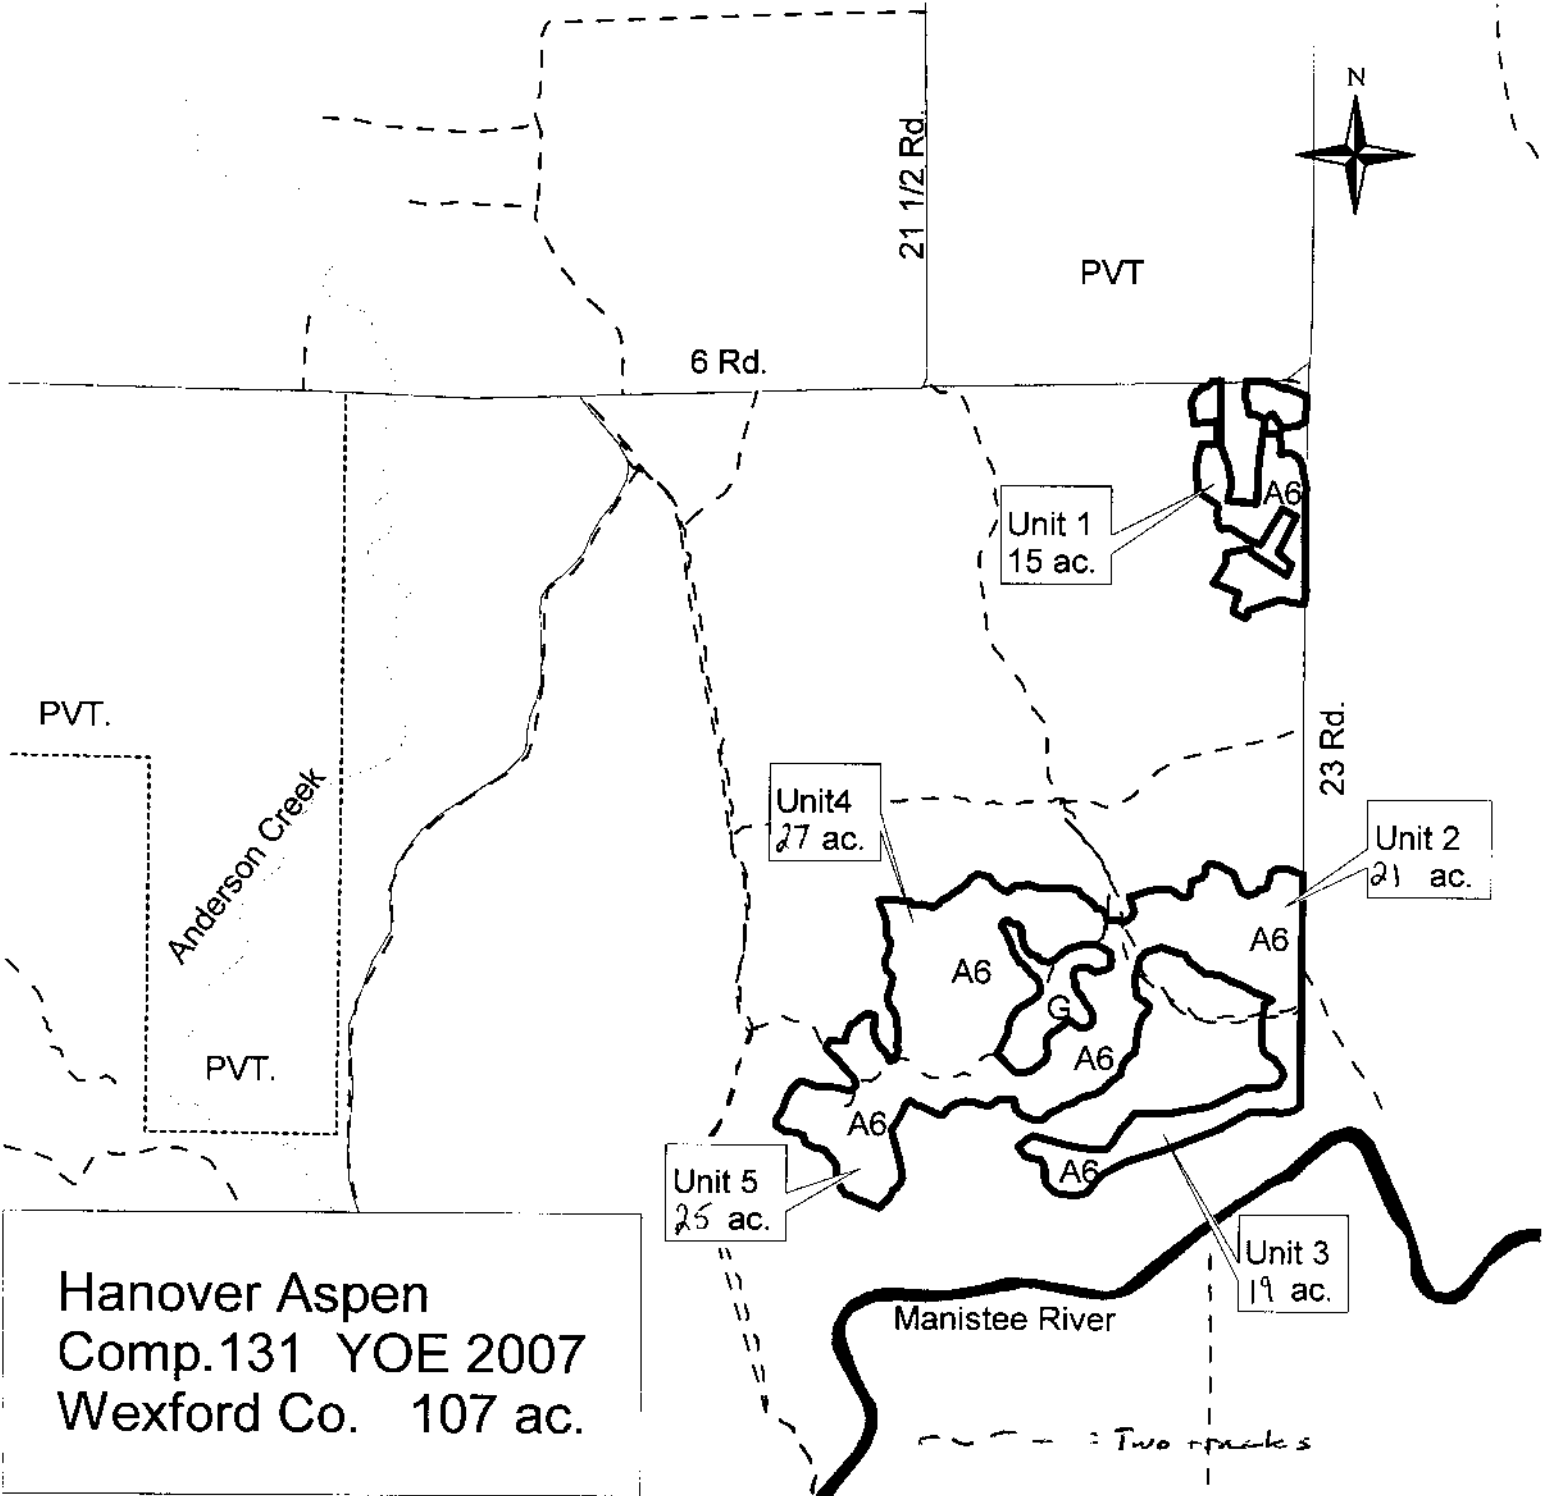 N
21 1/2 Rd.
PVT
6 Rd.
A6
Unit 1
15 ac.
PVT.
23 Rd.
Anderson Creek
Unit4
27 ac.
Unit 2
21 ac.
A6
A6
G
A6
PVT.
A6
A6
Unit 5
25 ac.
Unit 3
19 ac.
Manistee River
Hanover Aspen
Comp.131 YOE 2007
Wexford Co. 107 ac.
= Two tracks